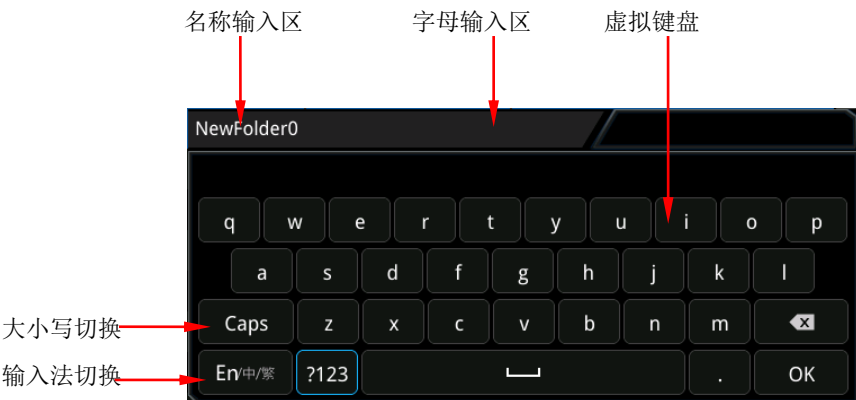 名称输入区 字母输入区 虚拟键盘
NewFolder0
q w e r t y u i o p
a s d f g h j k l
大小写切换 Caps z x c v b n m x
输入法切换 En/中/繁 ?123 . OK